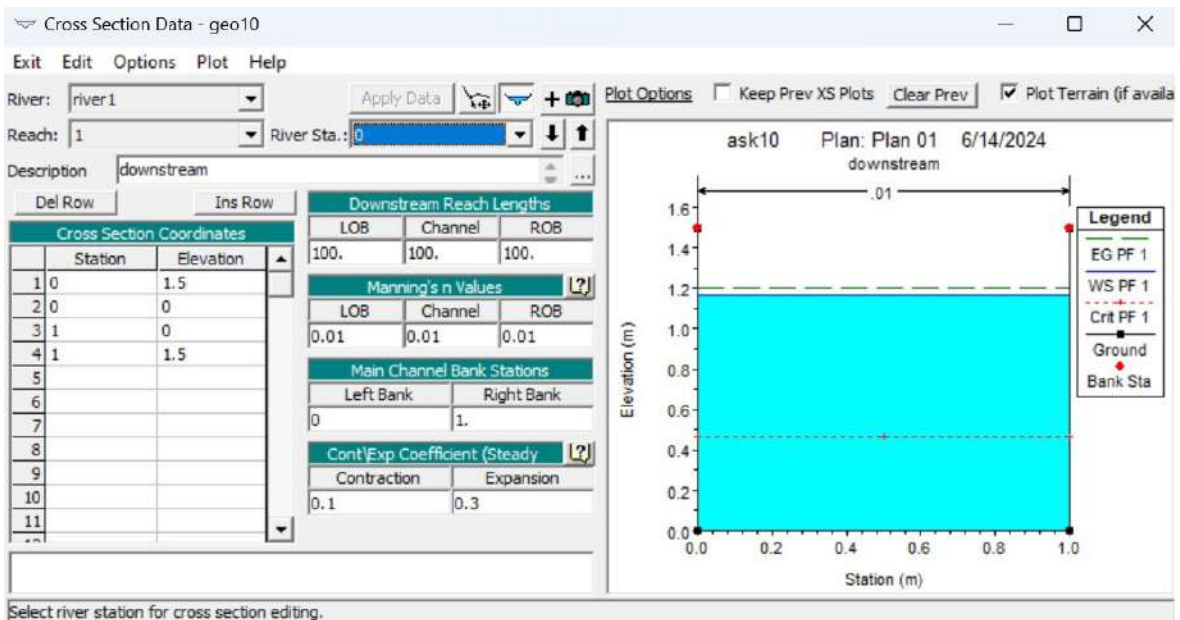 Cross Section Data - geo10
Exit Edit Options Plot Help
River: river1 Apply Data + Plot Options Keep Prev XS Plots Clear Prev Plot Terrain (if availa
Reach: 1 River Sta.: 0
Description downstream ...
Del Row Ins Row
Cross Section Coordinates
Station Elevation
1 0 1.5
2 0 0
3 1 0
4 1 1.5
5
6
7
8
9
10
11
Downstream Reach Lengths
LOB Channel ROB
100. 100. 100.
Manning's n Values
LOB Channel ROB
0.01 0.01 0.01
Main Channel Bank Stations
Left Bank Right Bank
0 1.
Cont\Exp Coefficient (Steady
Contraction Expansion
0.1 0.3
Select river station for cross section editing.
ask10 Plan: Plan 01 6/14/2024
downstream
.01
1.6
1.4
1.2
1.0
0.8
0.6
0.4
0.2
0.0
Elevation (m)
0.0 0.2 0.4 0.6 0.8 1.0
Station (m)
Legend
EG PF 1
WS PF 1
Crit PF 1
Ground
Bank Sta